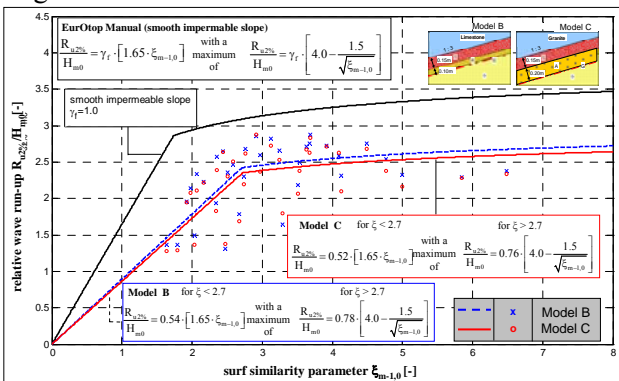 EurOtop Manual (smooth impermable slope)
R_u2%/H_m0 = γ_f · [1.65 · ξ_m−1,0] with a maximum of R_u2%/H_m0 = γ_f · [4.0 − 1.5/√ξ_m−1,0]
smooth impermeable slope
γ_f=1.0
Model B
Model C
Limestone
Granite
1 : 3
1 : 3
0.15m
0.10m
0.15m
0.20m
relative wave run-up R_u2%/H_m0 [-]
4.5
4
3.5
3
2.5
2
1.5
1
0.5
0
Model C for ξ < 2.7 for ξ > 2.7
R_u2%/H_m0 = 0.52 · [1.65 · ξ_m−1,0] with a maximum of R_u2%/H_m0 = 0.76 · [4.0 − 1.5/√ξ_m−1,0]
Model B for ξ < 2.7 for ξ > 2.7
R_u2%/H_m0 = 0.54 · [1.65 · ξ_m−1,0] with a maximum of R_u2%/H_m0 = 0.78 · [4.0 − 1.5/√ξ_m−1,0]
x Model B
o Model C
0 1 2 3 4 5 6 7 8
surf similarity parameter ξ_m-1,0 [-]